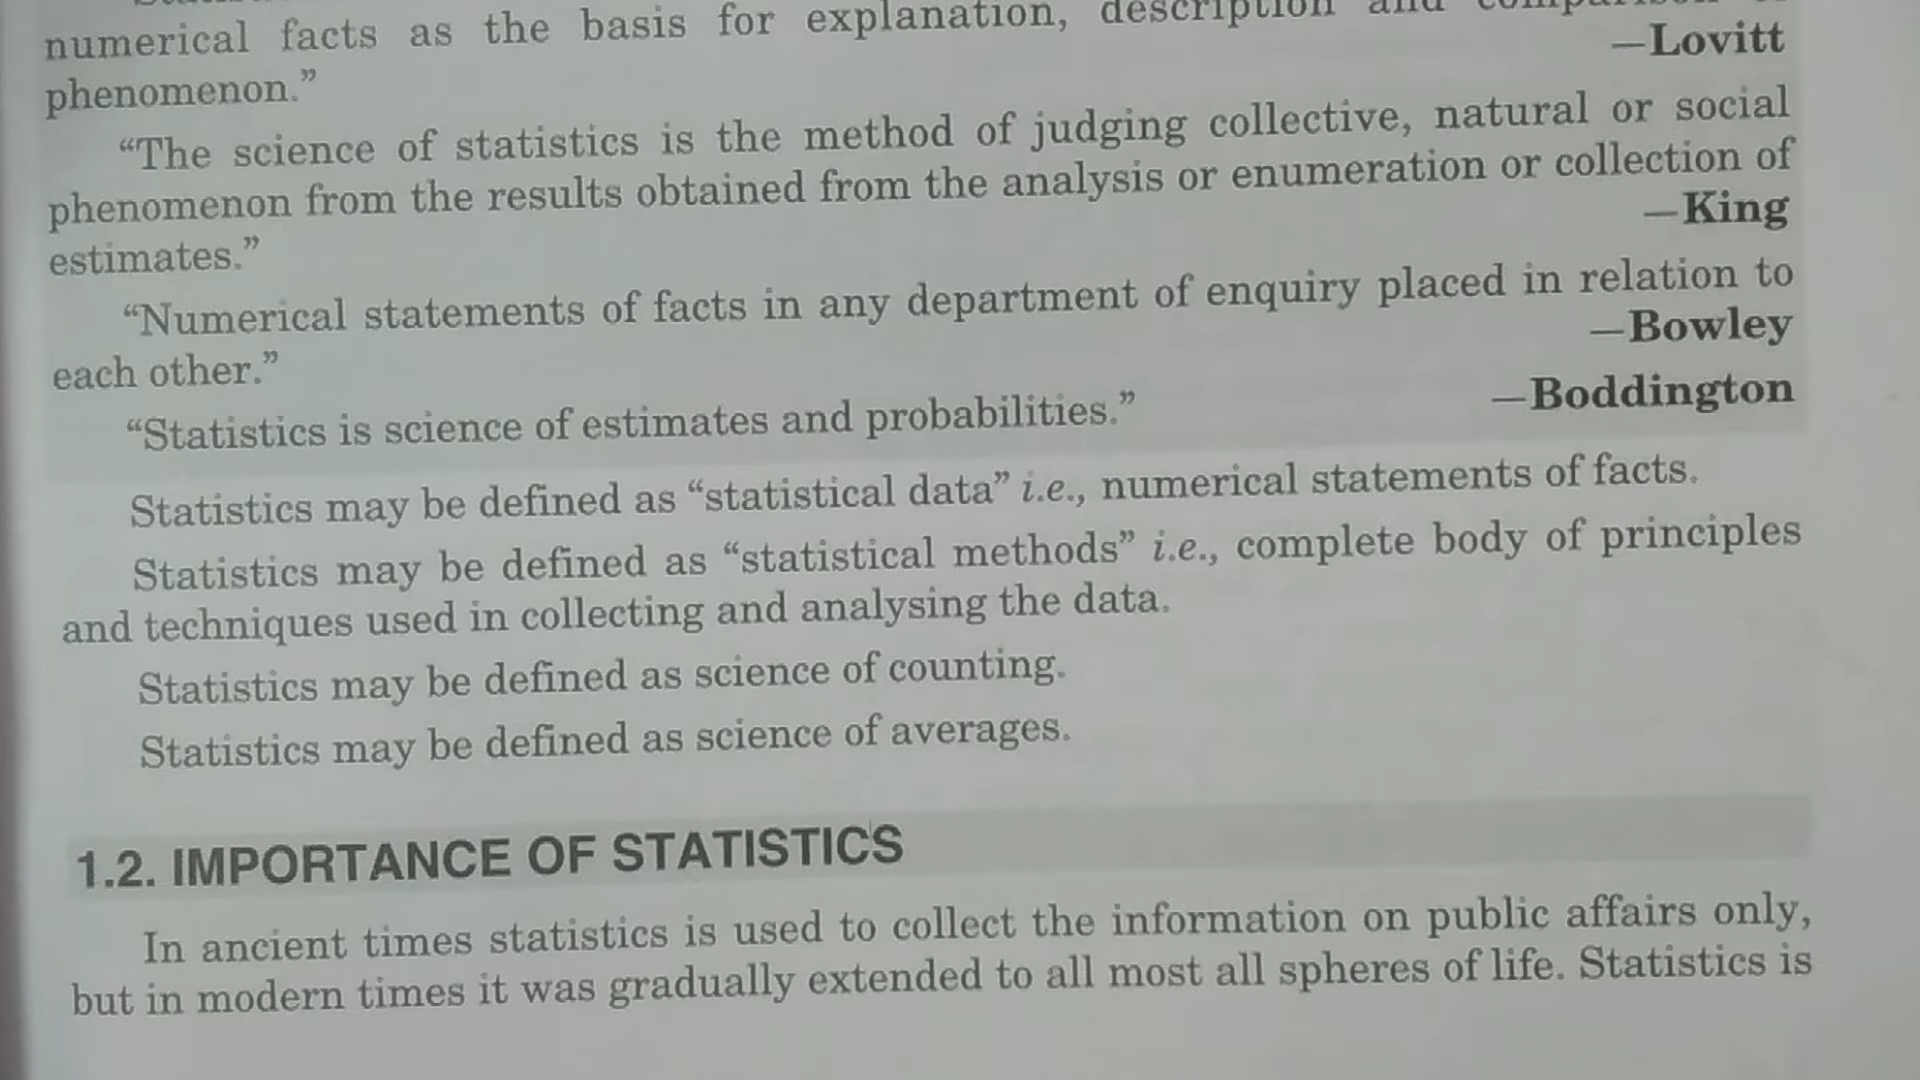 numerical facts as the basis for explanation, description and comparison
phenomenon.” —Lovitt
“The science of statistics is the method of judging collective, natural or social
phenomenon from the results obtained from the analysis or enumeration or collection of
estimates.” —King
“Numerical statements of facts in any department of enquiry placed in relation to
each other.” —Bowley
“Statistics is science of estimates and probabilities.” —Boddington
Statistics may be defined as “statistical data” i.e., numerical statements of facts.
Statistics may be defined as “statistical methods” i.e., complete body of principles
and techniques used in collecting and analysing the data.
Statistics may be defined as science of counting.
Statistics may be defined as science of averages.
1.2. IMPORTANCE OF STATISTICS
In ancient times statistics is used to collect the information on public affairs only,
but in modern times it was gradually extended to all most all spheres of life. Statistics is